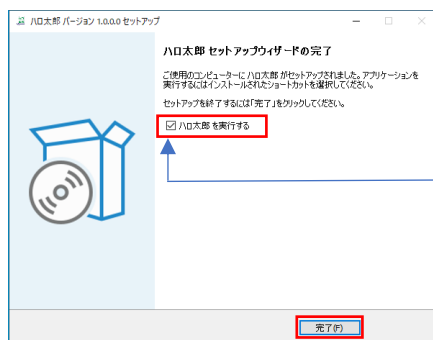 ハロ太郎 バージョン 1.0.0.0 セットアップ
ハロ太郎 セットアップウィザードの完了
ご使用のコンピューターに ハロ太郎 がセットアップされました。アプリケーションを
実行するにはインストールされたショートカットを選択してください。
セットアップを終了するには「完了」をクリックしてください。
ハロ太郎 を実行する
完了(F)